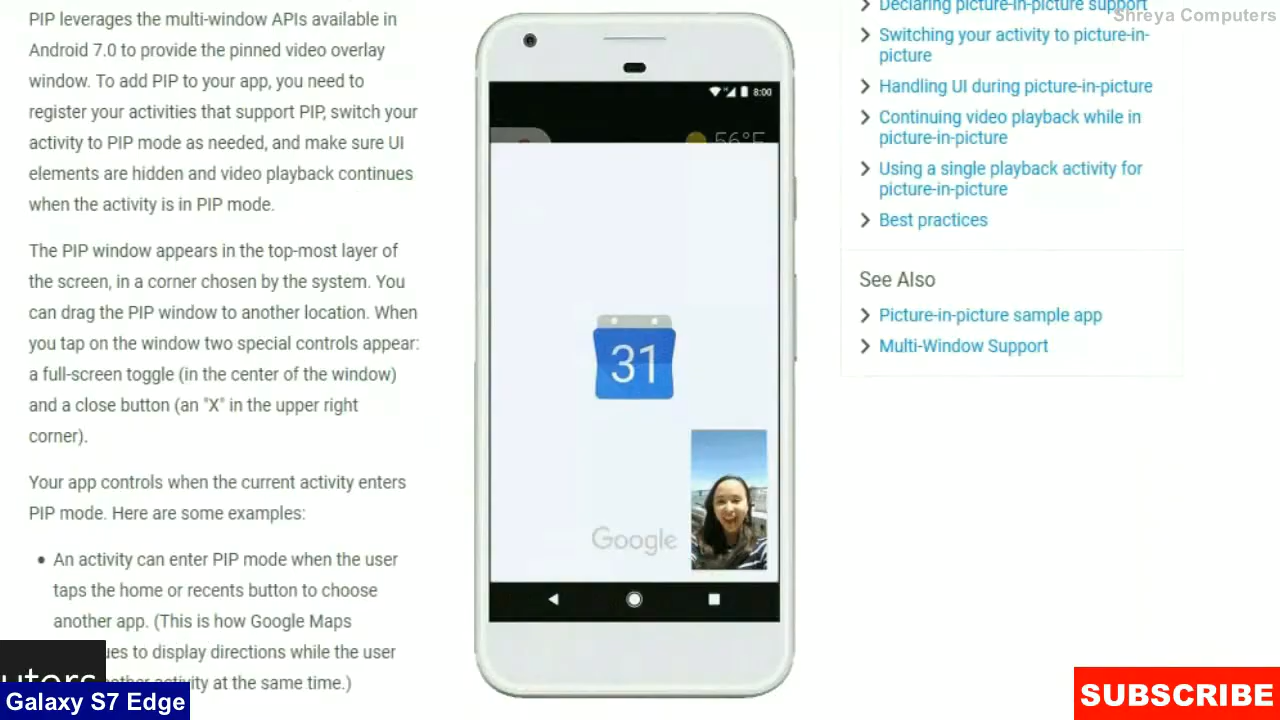 PIP leverages the multi-window APIs available in
Android 7.0 to provide the pinned video overlay
window. To add PIP to your app, you need to
register your activities that support PIP, switch your
activity to PIP mode as needed, and make sure UI
elements are hidden and video playback continues
when the activity is in PIP mode.
The PIP window appears in the top-most layer of
the screen, in a corner chosen by the system. You
can drag the PIP window to another location. When
you tap on the window two special controls appear:
a full-screen toggle (in the center of the window)
and a close button (an "X" in the upper right
corner).
Your app controls when the current activity enters
PIP mode. Here are some examples:
An activity can enter PIP mode when the user
taps the home or recents button to choose
another app. (This is how Google Maps
ues to display directions while the user
activity at the same time.)
Galaxy S7 Edge
8:00
56°F
31
Google
Declaring picture-in-picture support
Shreya Computers
Switching your activity to picture-in-
picture
Handling UI during picture-in-picture
Continuing video playback while in
picture-in-picture
Using a single playback activity for
picture-in-picture
Best practices
See Also
Picture-in-picture sample app
Multi-Window Support
SUBSCRIBE